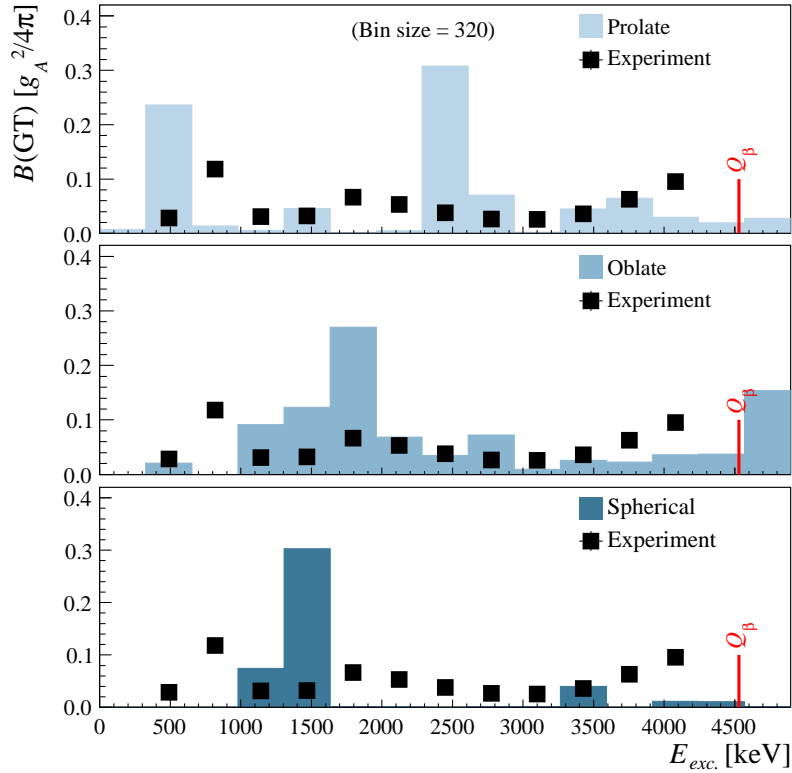 B(GT) [g_A^2/4π]
0.4
0.3
0.2
0.1
0.0
(Bin size = 320)
Prolate
Experiment
Q_β
0.4
0.3
0.2
0.1
0.0
Oblate
Experiment
Q_β
0.4
0.3
0.2
0.1
0.0
Spherical
Experiment
Q_β
0 500 1000 1500 2000 2500 3000 3500 4000 4500
E_exc. [keV]